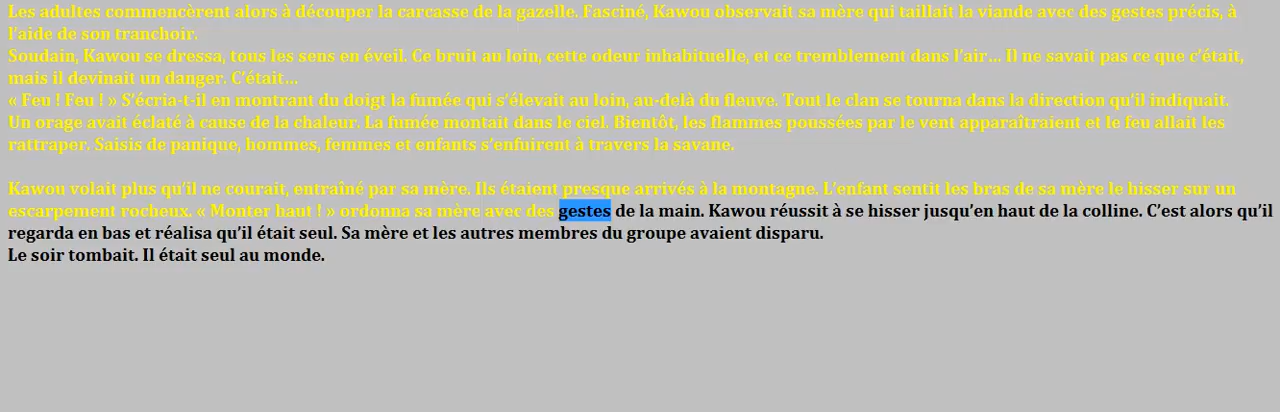 Les adultes commencèrent alors à découper la carcasse de la gazelle. Fasciné, Kawou observait sa mère qui taillait la viande avec des gestes précis, à
l’aide de son tranchoir.
Soudain, Kawou se dressa, tous les sens en éveil. Ce bruit au loin, cette odeur inhabituelle, et ce tremblement dans l’air… Il ne savait pas ce que c’était,
mais il devinait un danger. C’était…
« Feu ! Feu ! » S’écria-t-il en montrant du doigt la fumée qui s’élevait au loin, au-delà du fleuve. Tout le clan se tourna dans la direction qu’il indiquait.
Un orage avait éclaté à cause de la chaleur. La fumée montait dans le ciel. Bientôt, les flammes poussées par le vent apparaîtraient et le feu allait les
rattraper. Saisis de panique, hommes, femmes et enfants s’enfuirent à travers la savane.
Kawou volait plus qu’il ne courait, entraîné par sa mère. Ils étaient presque arrivés à la montagne. L’enfant sentit les bras de sa mère le hisser sur un
escarpement rocheux. « Monter haut ! » ordonna sa mère avec des gestes de la main. Kawou réussit à se hisser jusqu’en haut de la colline. C’est alors qu’il
regarda en bas et réalisa qu’il était seul. Sa mère et les autres membres du groupe avaient disparu.
Le soir tombait. Il était seul au monde.